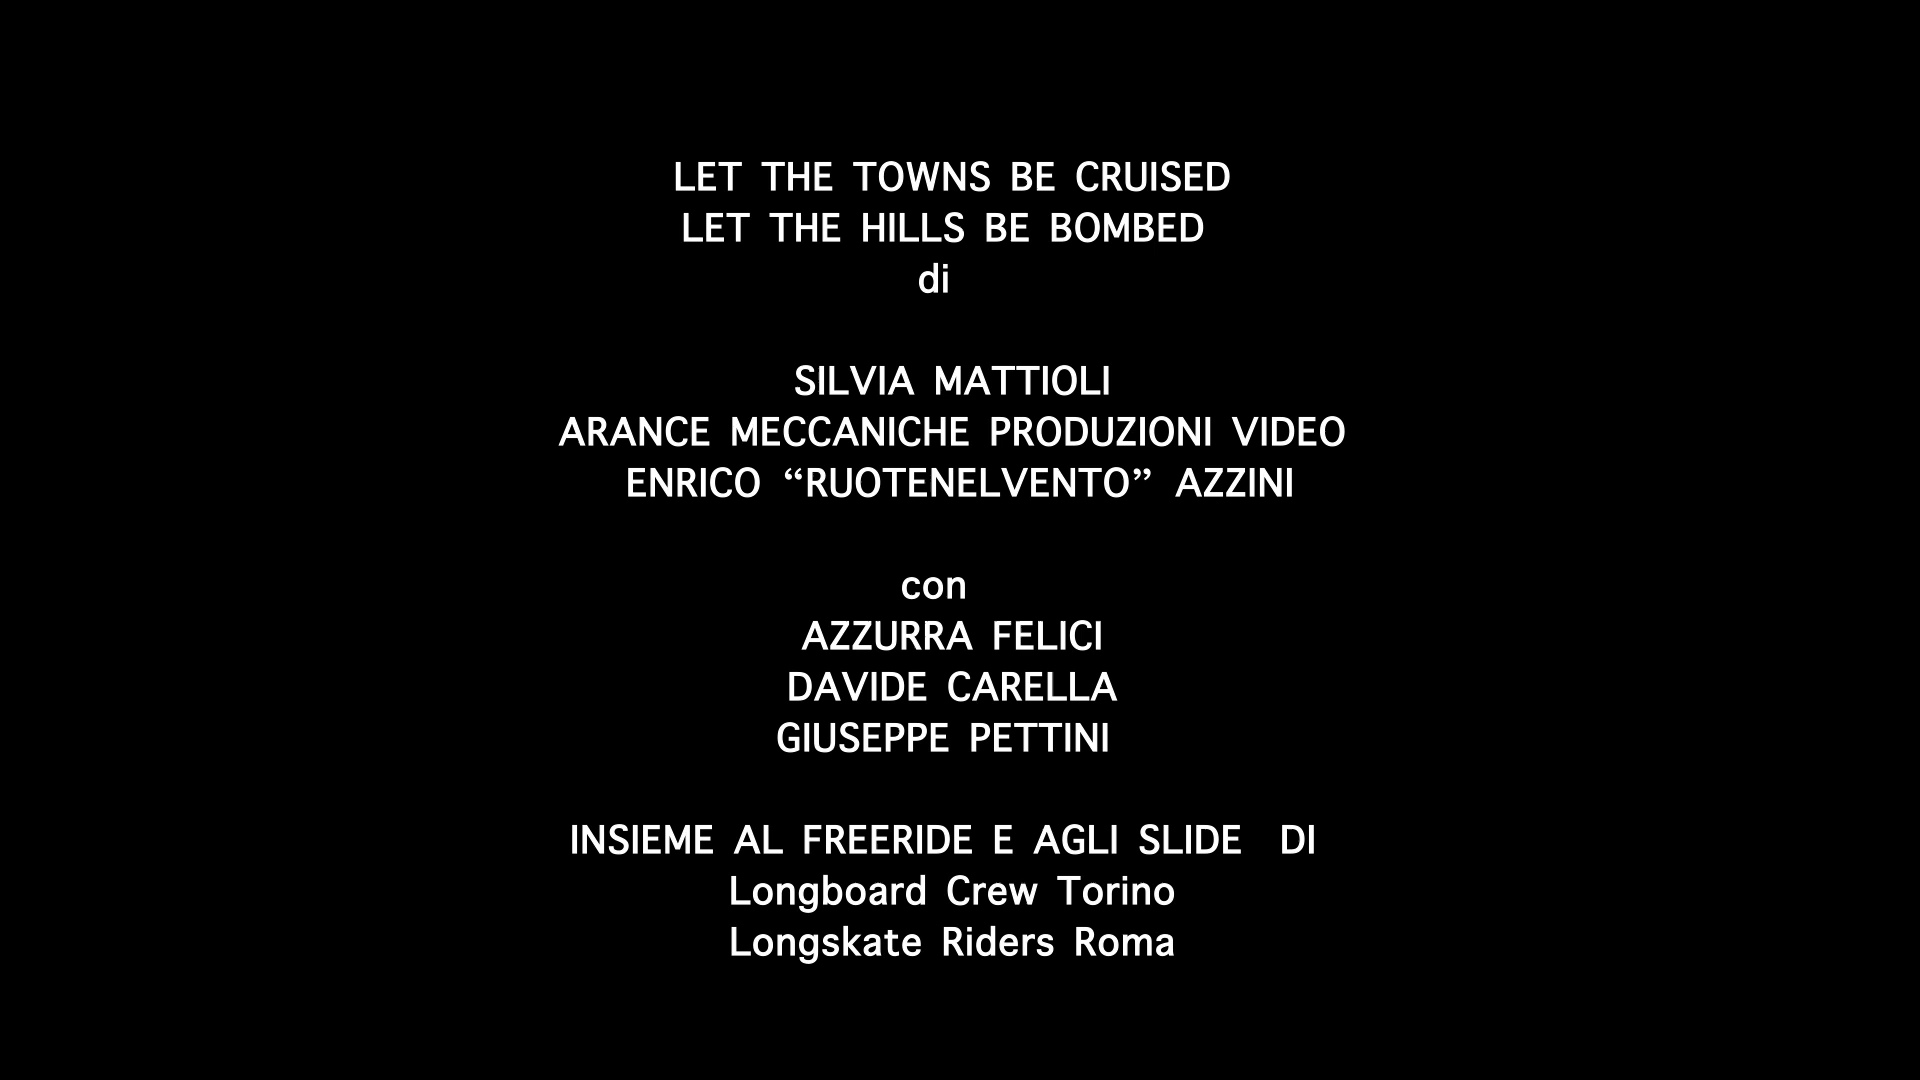 LET THE TOWNS BE CRUISED
LET THE HILLS BE BOMBED
di
SILVIA MATTIOLI
ARANCE MECCANICHE PRODUZIONI VIDEO
ENRICO “RUOTENELVENTO” AZZINI
con
AZZURRA FELICI
DAVIDE CARELLA
GIUSEPPE PETTINI
INSIEME AL FREERIDE E AGLI SLIDE DI
Longboard Crew Torino
Longskate Riders Roma